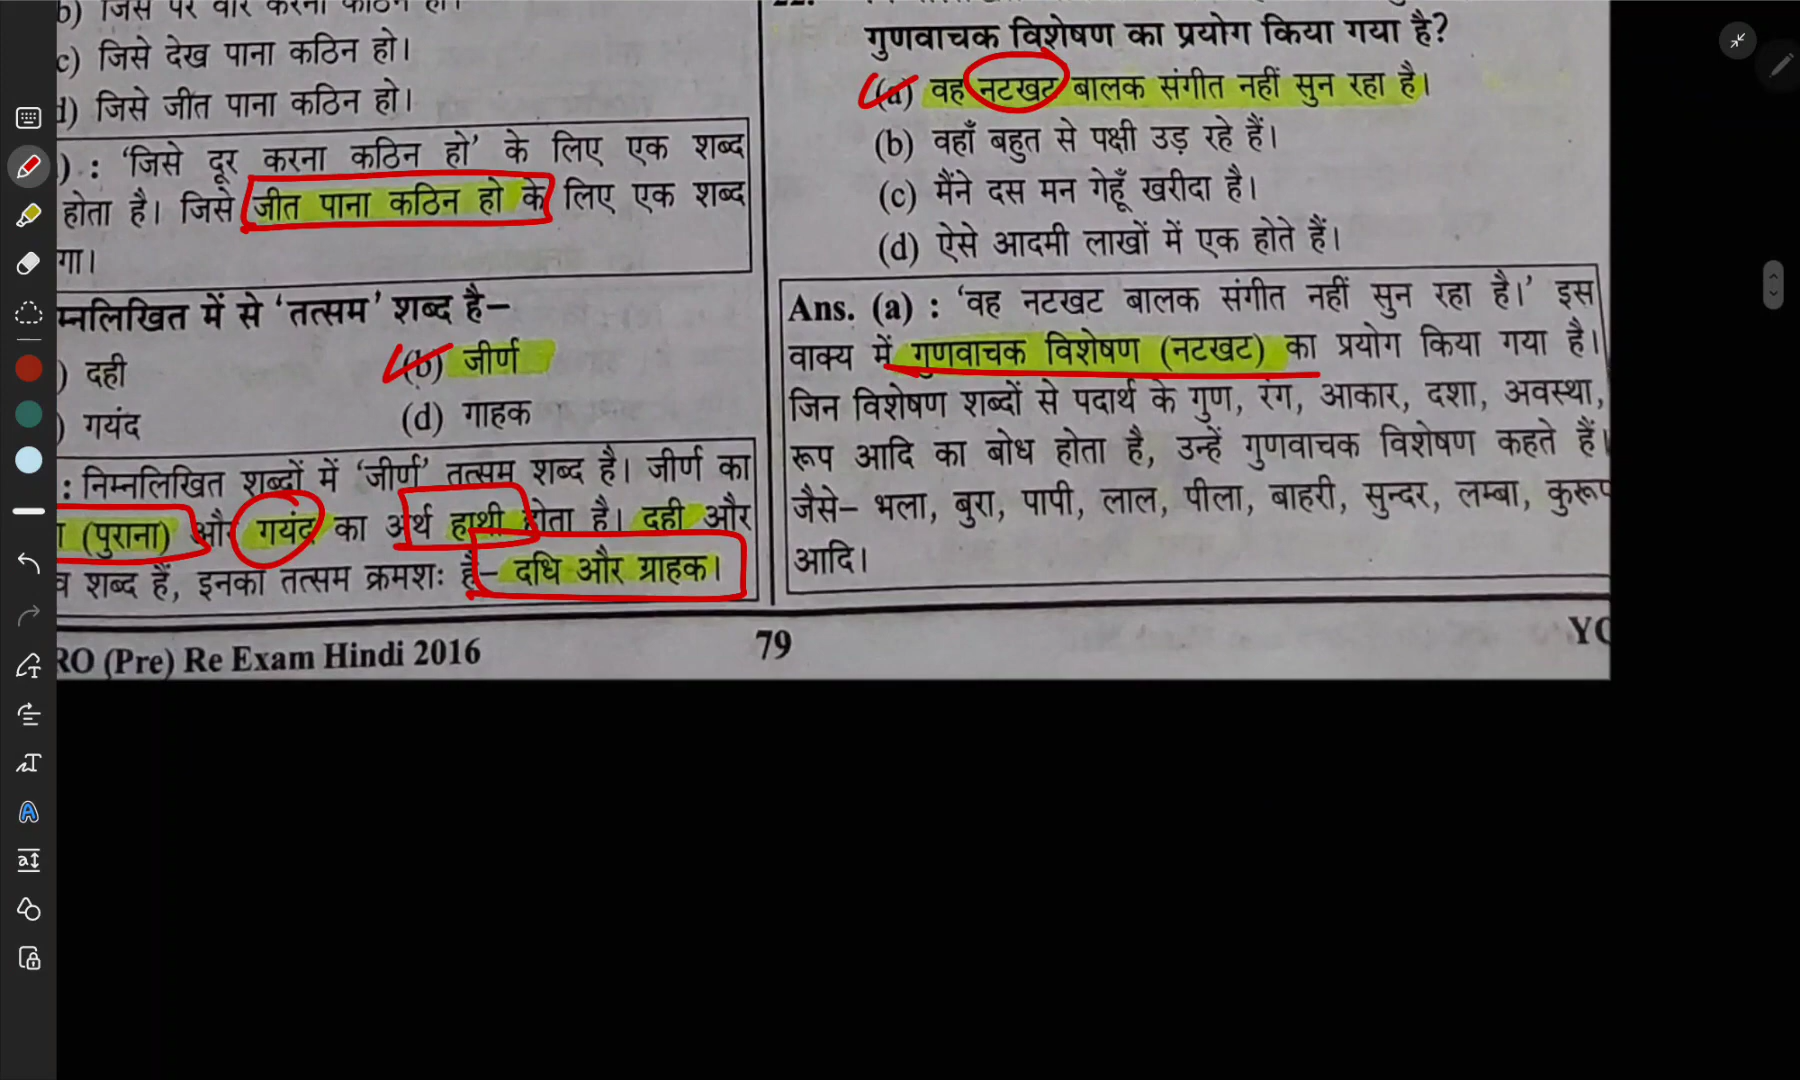 c) जिसे देख पाना कठिन हो।
d) जिसे जीत पाना कठिन हो।
) : ‘जिसे दूर करना कठिन हो’ के लिए एक शब्द
होता है। जिसे जीत पाना कठिन हो के लिए एक शब्द
गा।
म्नलिखित में से ‘तत्सम’ शब्द है–
) दही (b) जीर्ण
) गयंद (d) गाहक
: निम्नलिखित शब्दों में ‘जीर्ण’ तत्सम शब्द है। जीर्ण का
(पुराना) और गयंद का अर्थ हाथी होता है। दही और
व शब्द हैं, इनका तत्सम क्रमशः हैं– दधि और ग्राहक।
RO (Pre) Re Exam Hindi 2016
गुणवाचक विशेषण का प्रयोग किया गया है?
(a) वह नटखट बालक संगीत नहीं सुन रहा है।
(b) वहाँ बहुत से पक्षी उड़ रहे हैं।
(c) मैंने दस मन गेहूँ खरीदा है।
(d) ऐसे आदमी लाखों में एक होते हैं।
Ans. (a) : ‘वह नटखट बालक संगीत नहीं सुन रहा है।’ इस
वाक्य में गुणवाचक विशेषण (नटखट) का प्रयोग किया गया है।
जिन विशेषण शब्दों से पदार्थ के गुण, रंग, आकार, दशा, अवस्था,
रूप आदि का बोध होता है, उन्हें गुणवाचक विशेषण कहते हैं।
जैसे– भला, बुरा, पापी, लाल, पीला, बाहरी, सुन्दर, लम्बा, कुरूप
आदि।
79